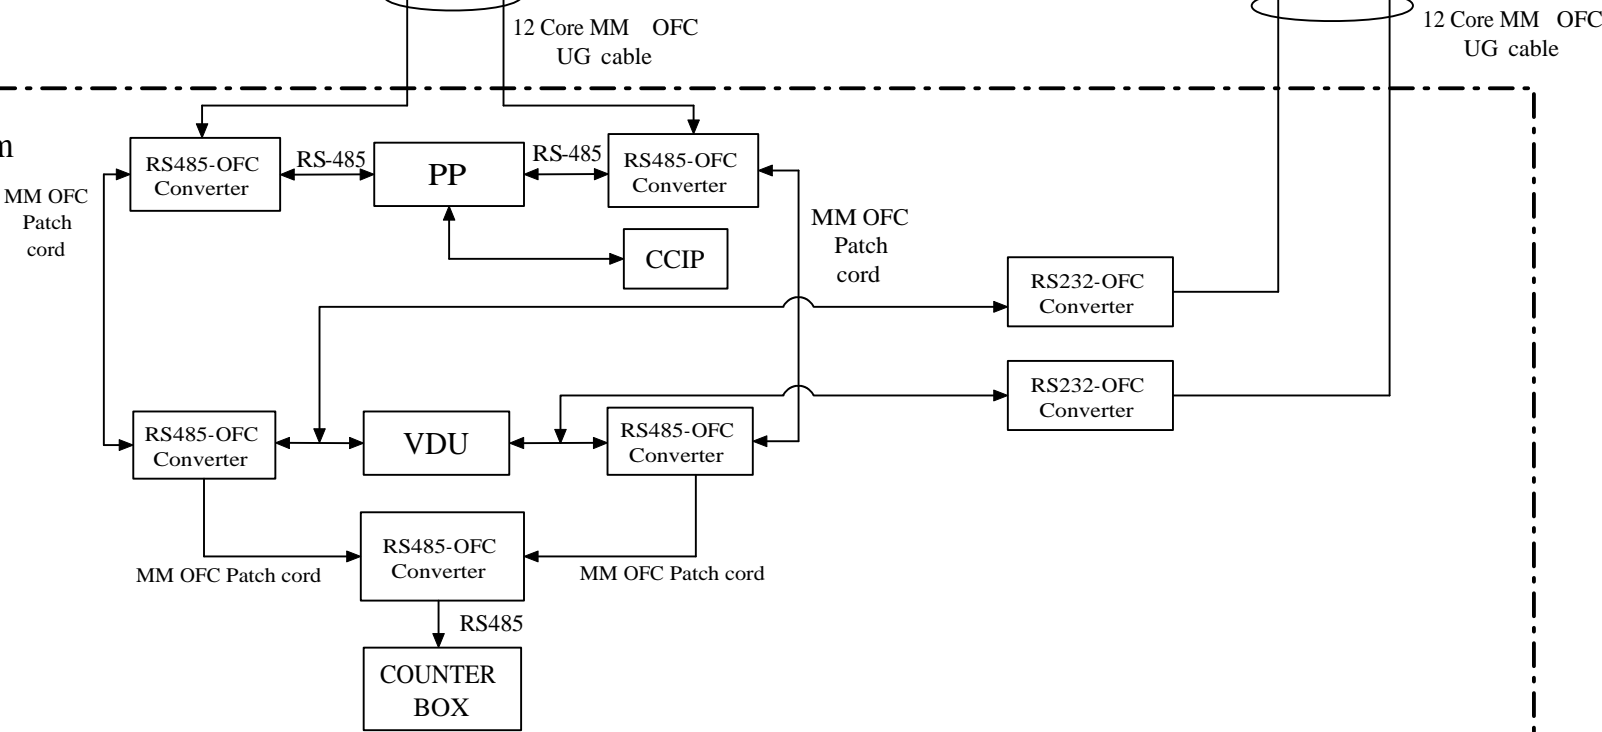 12 Core MM OFC
UG cable
12 Core MM OFC
UG cable
RS485-OFC
Converter
RS-485
PP
RS-485
RS485-OFC
Converter
MM OFC
Patch
cord
CCIP
MM OFC
Patch
cord
RS232-OFC
Converter
RS232-OFC
Converter
RS485-OFC
Converter
VDU
RS485-OFC
Converter
RS485-OFC
Converter
MM OFC Patch cord
MM OFC Patch cord
RS485
COUNTER
BOX